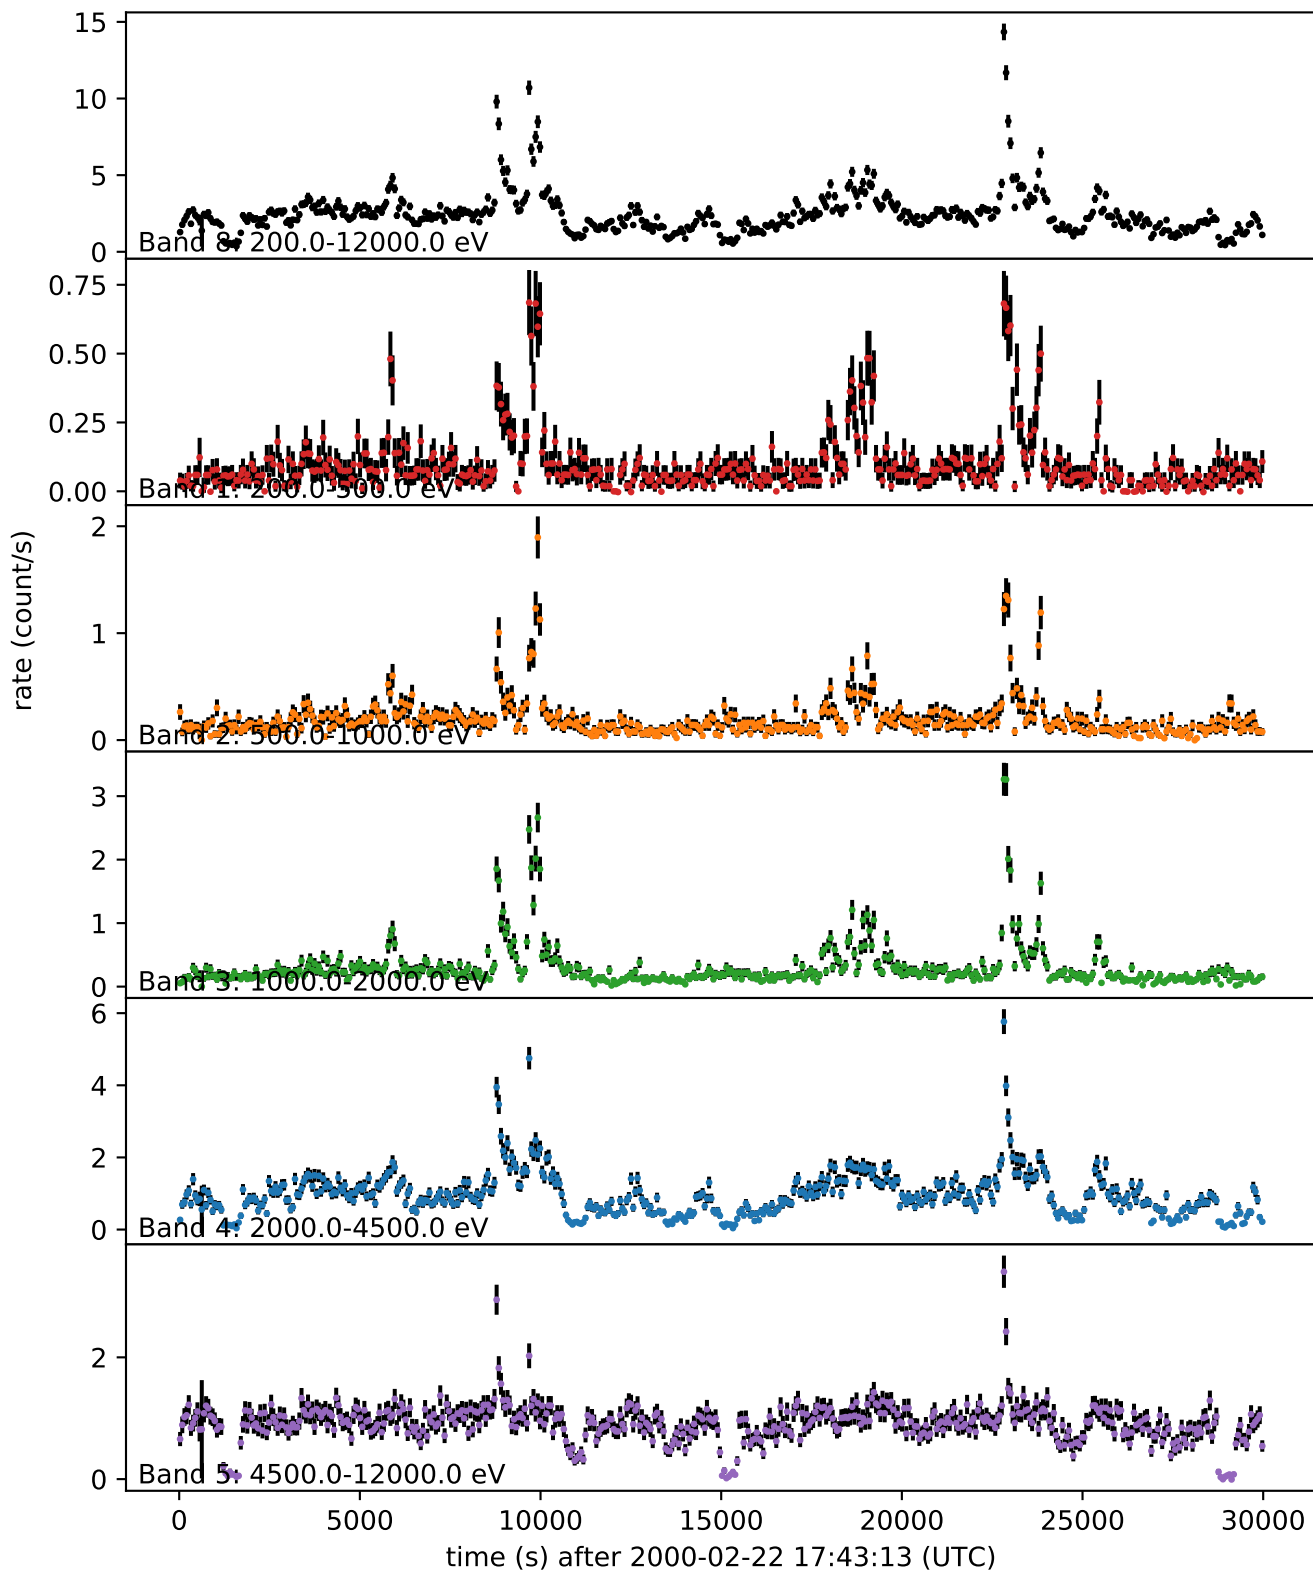 15
10
5
0
Band 8: 200.0-12000.0 eV
0.75
0.50
0.25
0.00
Band 1: 200.0-500.0 eV
2
1
0
Band 2: 500.0-1000.0 eV
rate (count/s)
3
2
1
0
Band 3: 1000.0-2000.0 eV
6
4
2
0
Band 4: 2000.0-4500.0 eV
2
0
Band 5: 4500.0-12000.0 eV
0 5000 10000 15000 20000 25000 30000
time (s) after 2000-02-22 17:43:13 (UTC)